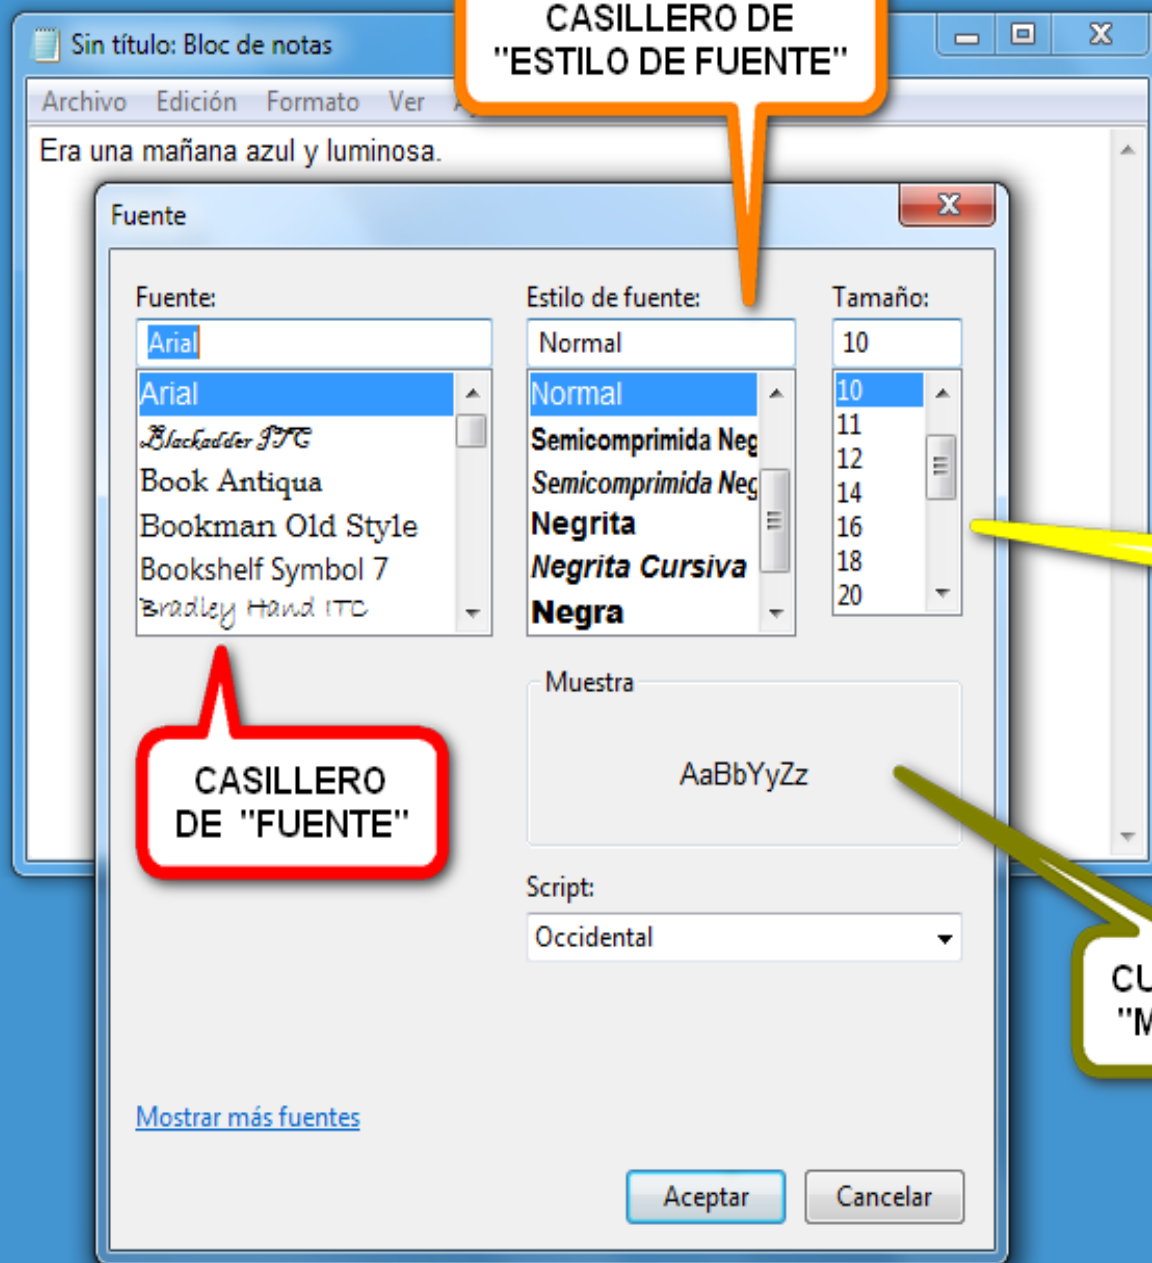 CASILLERO DE
"ESTILO DE FUENTE"
Sin título: Bloc de notas
Archivo Edición Formato Ver
Era una mañana azul y luminosa.
Fuente
Fuente:
Estilo de fuente:
Tamaño:
Arial
Normal
10
Arial
Blackadder ITC
Book Antiqua
Bookman Old Style
Bookshelf Symbol 7
Bradley Hand ITC
Normal
Semicomprimida Neg
Semicomprimida Neg
Negrita
Negrita Cursiva
Negra
10
11
12
14
16
18
20
CASILLERO
DE "FUENTE"
Muestra
AaBbYyZz
Script:
Occidental
CU
"M
Mostrar más fuentes
Aceptar
Cancelar